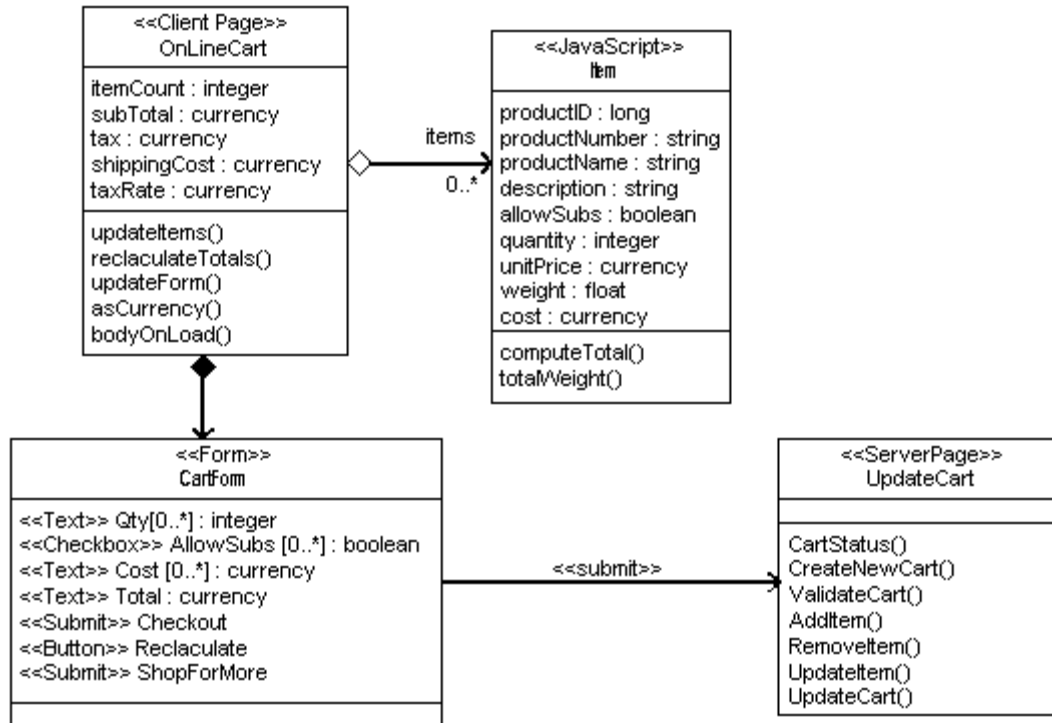 <<Client Page>>
OnLineCart
itemCount : integer
subTotal : currency
tax : currency
shippingCost : currency
taxRate : currency
updateItems()
reclaculateTotals()
updateForm()
asCurrency()
bodyOnLoad()
items
0..*
<<JavaScript>>
Item
productID : long
productNumber : string
productName : string
description : string
allowSubs : boolean
quantity : integer
unitPrice : currency
weight : float
cost : currency
computeTotal()
totalWeight()
<<Form>>
CartForm
<<Text>> Qty[0..*] : integer
<<Checkbox>> AllowSubs [0..*] : boolean
<<Text>> Cost [0..*] : currency
<<Text>> Total : currency
<<Submit>> Checkout
<<Button>> Reclaculate
<<Submit>> ShopForMore
<<submit>>
<<ServerPage>>
UpdateCart
CartStatus()
CreateNewCart()
ValidateCart()
AddItem()
RemoveItem()
UpdateItem()
UpdateCart()